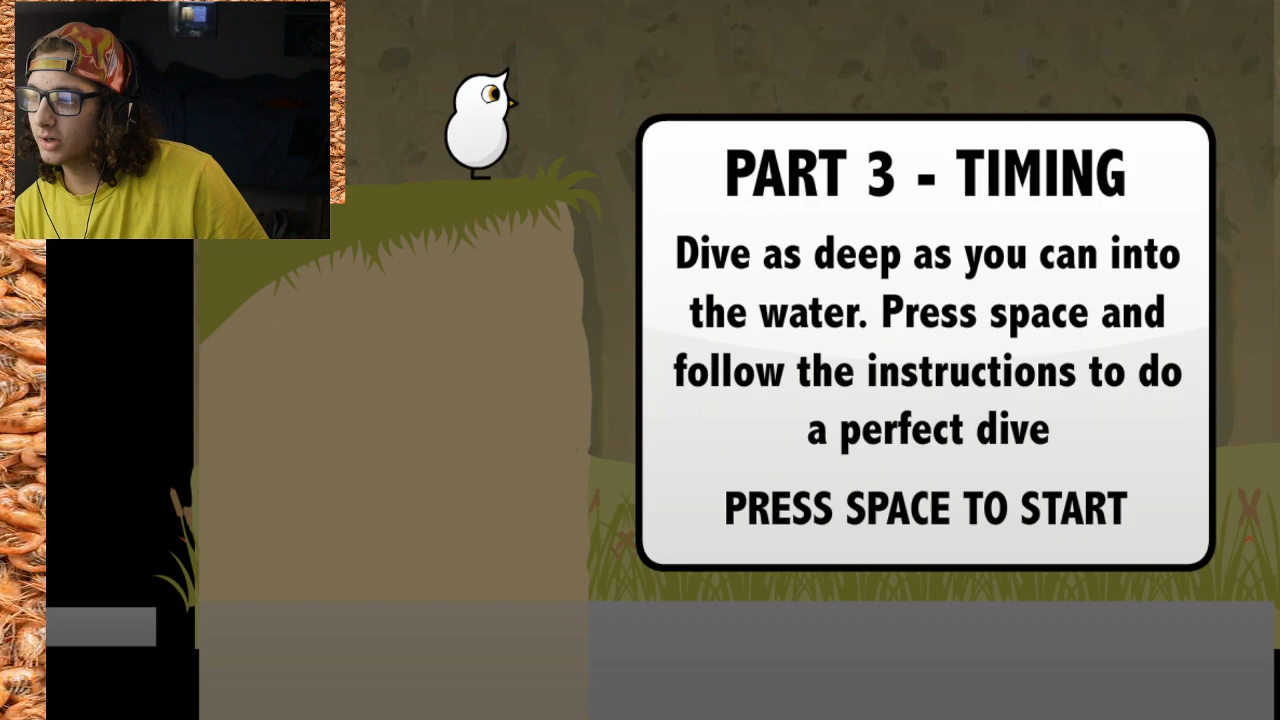 PART 3 - TIMING
Dive as deep as you can into
the water. Press space and
follow the instructions to do
a perfect dive
PRESS SPACE TO START